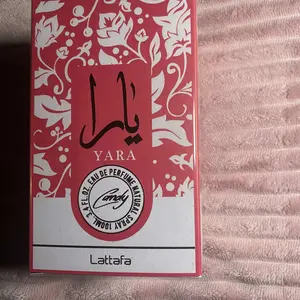 يارا
YARA
3.4 FL.OZ. EAU DE PERFUME NATURAL SPRAY 100ML
Candy
Lattafa